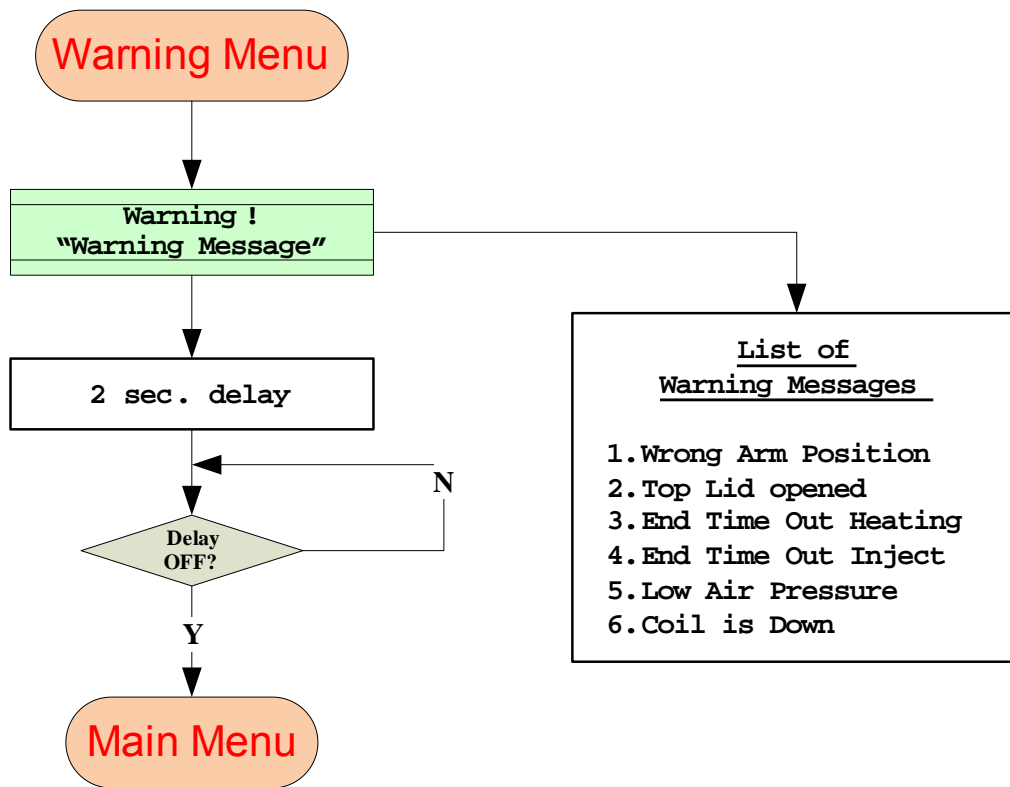 Warning Menu
Warning !
“Warning Message”
2 sec. delay
N
Delay
OFF?
Y
Main Menu
List of
Warning Messages
1.Wrong Arm Position
2.Top Lid opened
3.End Time Out Heating
4.End Time Out Inject
5.Low Air Pressure
6.Coil is Down